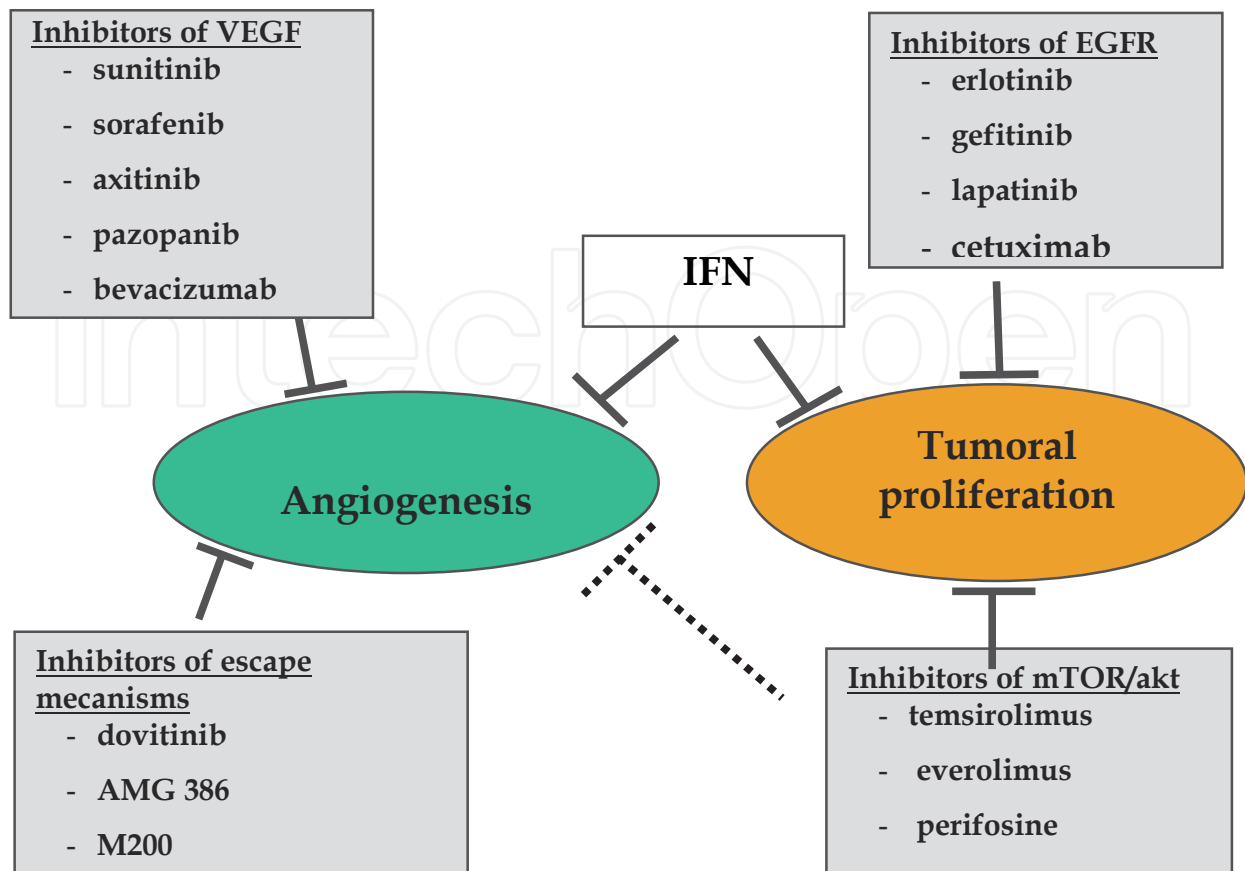 Inhibitors of VEGF
- sunitinib
- sorafenib
- axitinib
- pazopanib
- bevacizumab
Inhibitors of EGFR
- erlotinib
- gefitinib
- lapatinib
- cetuximab
IFN
IntechOpen
Angiogenesis
Tumoral
proliferation
Inhibitors of escape
mecanisms
- dovitinib
- AMG 386
- M200
Inhibitors of mTOR/akt
- temsirolimus
- everolimus
- perifosine